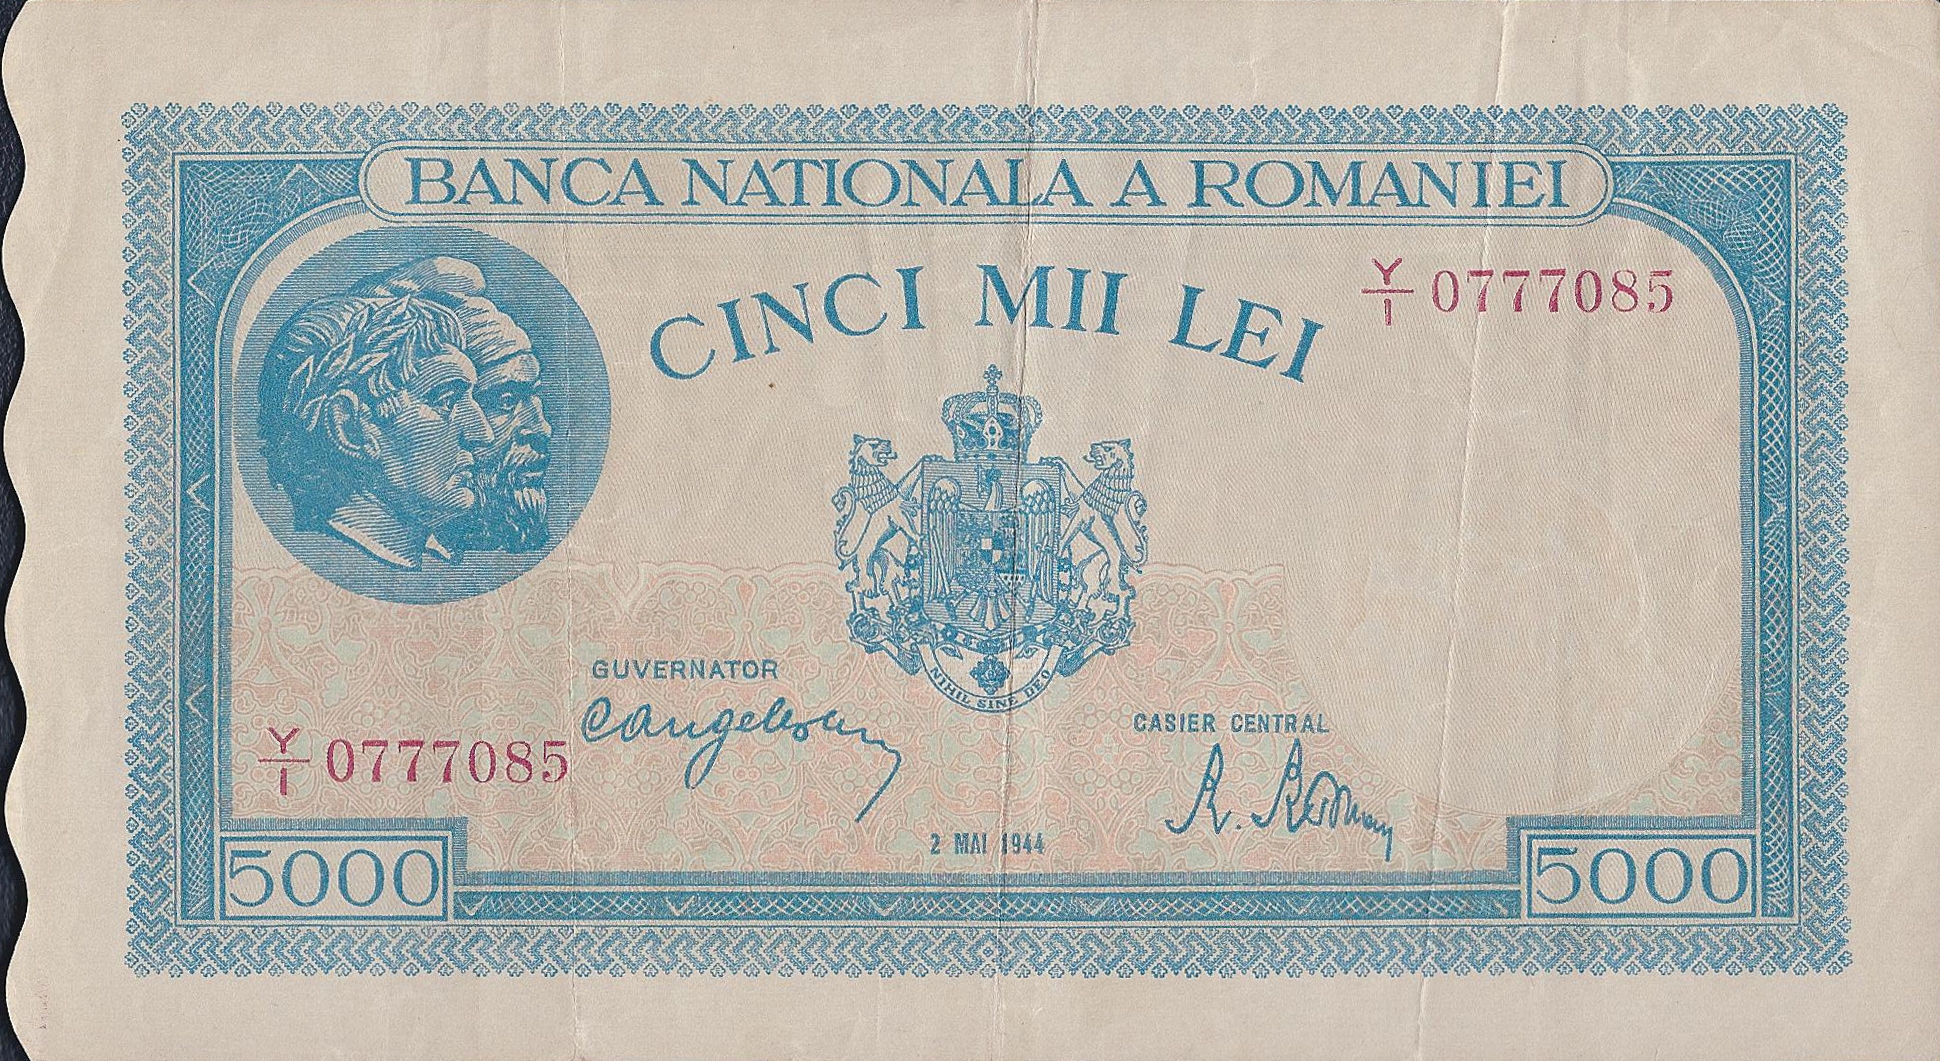 BANCA NATIONALA A ROMANIEI
CINCI MII LEI
Y/I 0777085
NIHIL SINE DEO
GUVERNATOR
CASIER CENTRAL
Y/I 0777085
2 MAI 1944
5000
5000